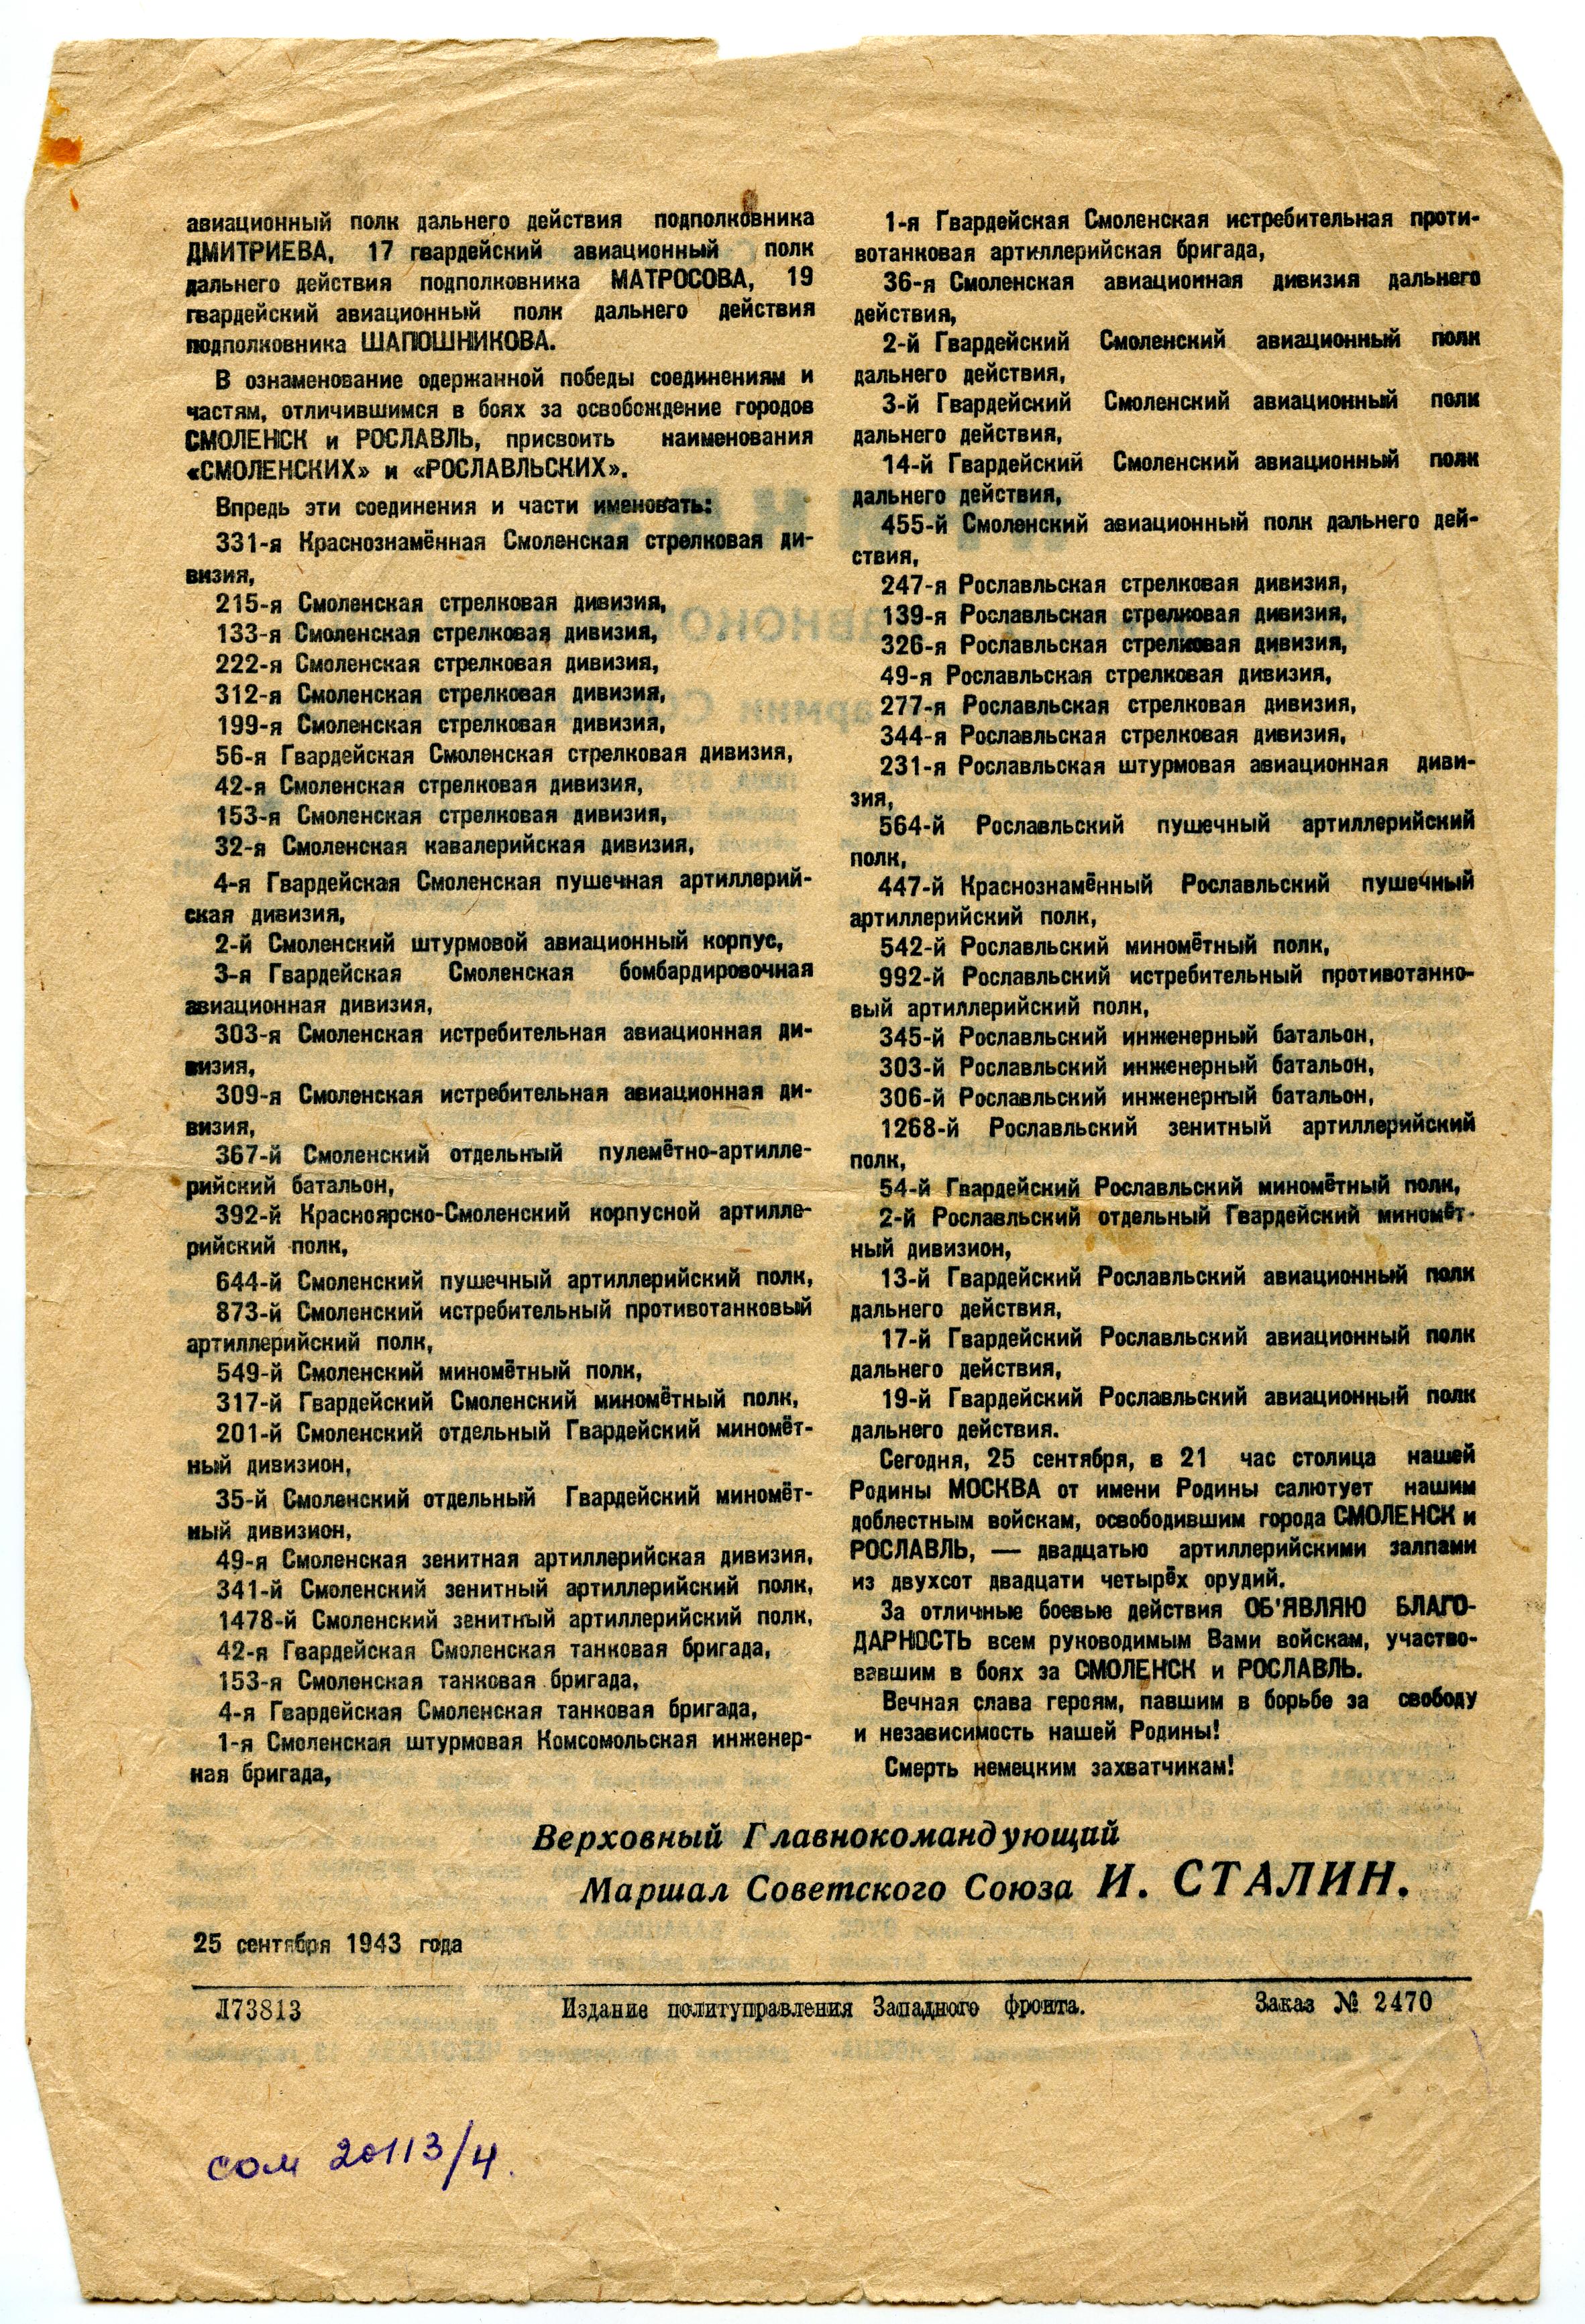 авиационный полк дальнего действия подполковника
ДМИТРИЕВА, 17 гвардейский авиационный полк
дальнего действия подполковника МАТРОСОВА, 19
гвардейский авиационный полк дальнего действия
подполковника ШАПОШНИКОВА.
В ознаменование одержанной победы соединениям и
частям, отличившимся в боях за освобождение городов
СМОЛЕНСК и РОСЛАВЛЬ, присвоить наименования
«СМОЛЕНСКИХ» и «РОСЛАВЛЬСКИХ».
Впредь эти соединения и части именовать:
331-я Краснознамённая Смоленская стрелковая ди-
визия,
215-я Смоленская стрелковая дивизия,
133-я Смоленская стрелковая дивизия,
222-я Смоленская стрелковая дивизия,
312-я Смоленская стрелковая дивизия,
199-я Смоленская стрелковая дивизия,
56-я Гвардейская Смоленская стрелковая дивизия,
42-я Смоленская стрелковая дивизия,
153-я Смоленская стрелковая дивизия,
32-я Смоленская кавалерийская дивизия,
4-я Гвардейская Смоленская пушечная артиллерий-
ская дивизия,
2-й Смоленский штурмовой авиационный корпус,
3-я Гвардейская Смоленская бомбардировочная
авиационная дивизия,
303-я Смоленская истребительная авиационная ди-
визия,
309-я Смоленская истребительная авиационная ди-
визия,
367-й Смоленский отдельный пулемётно-артилле-
рийский батальон,
392-й Красноярско-Смоленский корпусной артилле-
рийский полк,
644-й Смоленский пушечный артиллерийский полк,
873-й Смоленский истребительный противотанковый
артиллерийский полк,
549-й Смоленский миномётный полк,
317-й Гвардейский Смоленский миномётный полк,
201-й Смоленский отдельный Гвардейский миномёт-
ный дивизион,
35-й Смоленский отдельный Гвардейский миномёт-
ный дивизион,
49-я Смоленская зенитная артиллерийская дивизия,
341-й Смоленский зенитный артиллерийский полк,
1478-й Смоленский зенитный артиллерийский полк,
42-я Гвардейская Смоленская танковая бригада,
153-я Смоленская танковая бригада,
4-я Гвардейская Смоленская танковая бригада,
1-я Смоленская штурмовая Комсомольская инженер-
ная бригада,
1-я Гвардейская Смоленская истребительная проти-
вотанковая артиллерийская бригада,
36-я Смоленская авиационная дивизия дальнего
действия,
2-й Гвардейский Смоленский авиационный полк
дальнего действия,
3-й Гвардейский Смоленский авиационный полк
дальнего действия,
14-й Гвардейский Смоленский авиационный полк
дальнего действия,
455-й Смоленский авиационный полк дальнего дей-
ствия,
247-я Рославльская стрелковая дивизия,
139-я Рославльская стрелковая дивизия,
326-я Рославльская стрелковая дивизия,
49-я Рославльская стрелковая дивизия,
277-я Рославльская стрелковая дивизия,
344-я Рославльская стрелковая дивизия,
231-я Рославльская штурмовая авиационная диви-
зия,
564-й Рославльский пушечный артиллерийский
полк,
447-й Краснознамённый Рославльский пушечный
артиллерийский полк,
542-й Рославльский миномётный полк,
992-й Рославльский истребительный противотанко-
вый артиллерийский полк,
345-й Рославльский инженерный батальон,
303-й Рославльский инженерный батальон,
306-й Рославльский инженерный батальон,
1268-й Рославльский зенитный артиллерийский
полк,
54-й Гвардейский Рославльский миномётный полк,
2-й Рославльский отдельный Гвардейский миномёт-
ный дивизион,
13-й Гвардейский Рославльский авиационный полк
дальнего действия,
17-й Гвардейский Рославльский авиационный полк
дальнего действия,
19-й Гвардейский Рославльский авиационный полк
дальнего действия.
Сегодня, 25 сентября, в 21 час столица нашей
Родины МОСКВА от имени Родины салютует нашим
доблестным войскам, освободившим города СМОЛЕНСК и
РОСЛАВЛЬ, — двадцатью артиллерийскими залпами
из двухсот двадцати четырёх орудий.
За отличные боевые действия ОБ'ЯВЛЯЮ БЛАГО-
ДАРНОСТЬ всем руководимым Вами войскам, участво-
вавшим в боях за СМОЛЕНСК и РОСЛАВЛЬ.
Вечная слава героям, павшим в борьбе за свободу
и независимость нашей Родины!
Смерть немецким захватчикам!
Верховный Главнокомандующий
Маршал Советского Союза И. СТАЛИН.
25 сентября 1943 года
Л73813 Издание политуправления Западного фронта. Заказ № 2470
сом 20113/4.